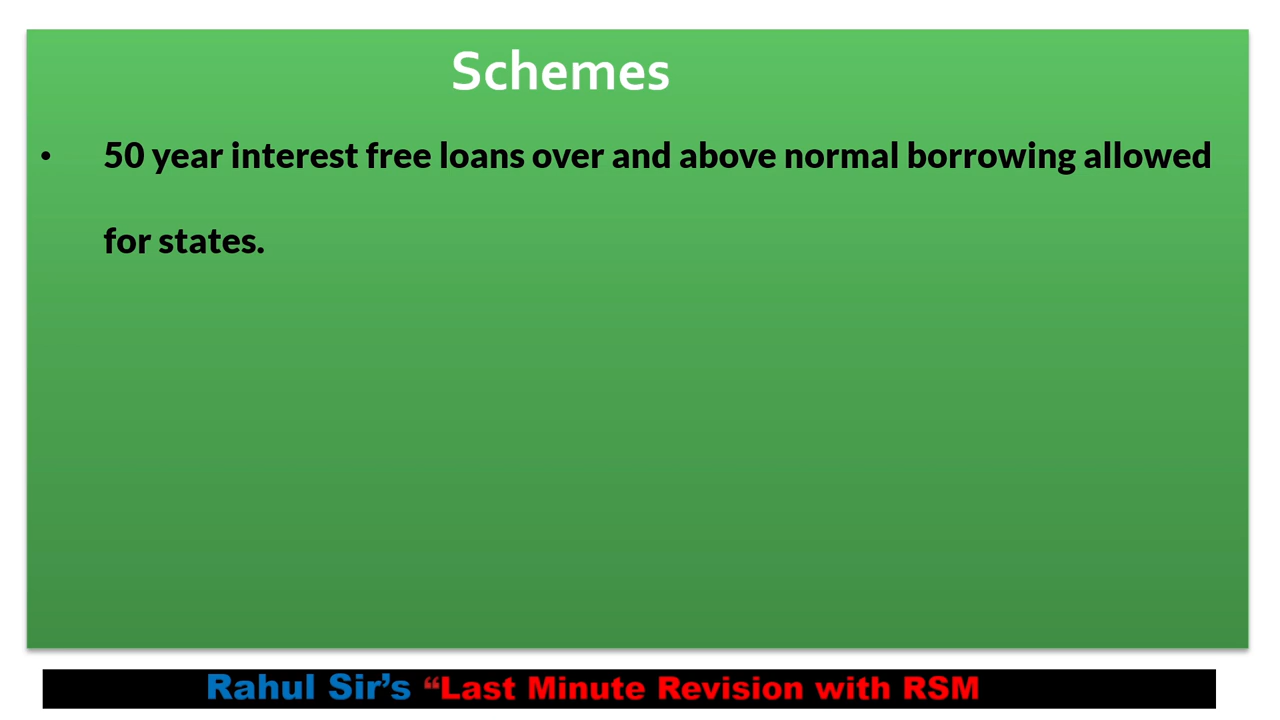 Schemes
• 50 year interest free loans over and above normal borrowing allowed
for states.
Rahul Sir’s “Last Minute Revision with RSM